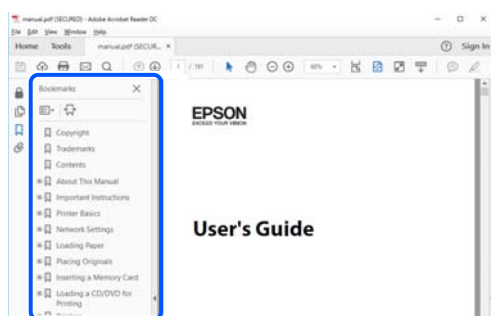 manual.pdf (SECURED) - Adobe Acrobat Reader DC
File Edit View Window Help
Home Tools manual.pdf (SECUR... × Sign In
1 / 191
Bookmarks
Copyright
Trademarks
Contents
About This Manual
Important Instructions
Printer Basics
Network Settings
Loading Paper
Placing Originals
Inserting a Memory Card
Loading a CD/DVD for
Printing
EPSON
EXCEED YOUR VISION
User's Guide